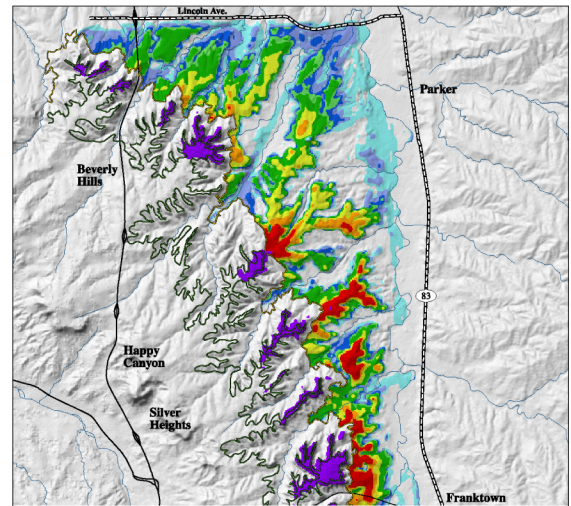 Lincoln Ave.
Parker
Beverly
Hills
83
Happy
Canyon
Silver
Heights
Franktown